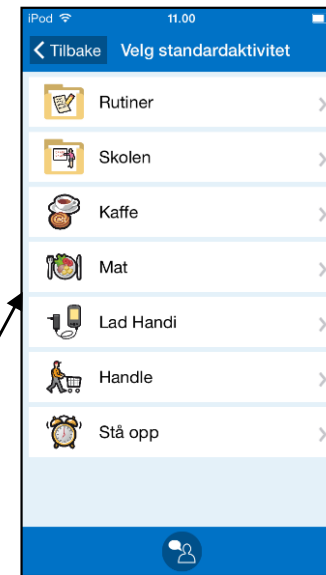 iPod 11.00
Tilbake Velg standardaktivitet
Rutiner
Skolen
Kaffe
Mat
Lad Handi
Handle
Stå opp